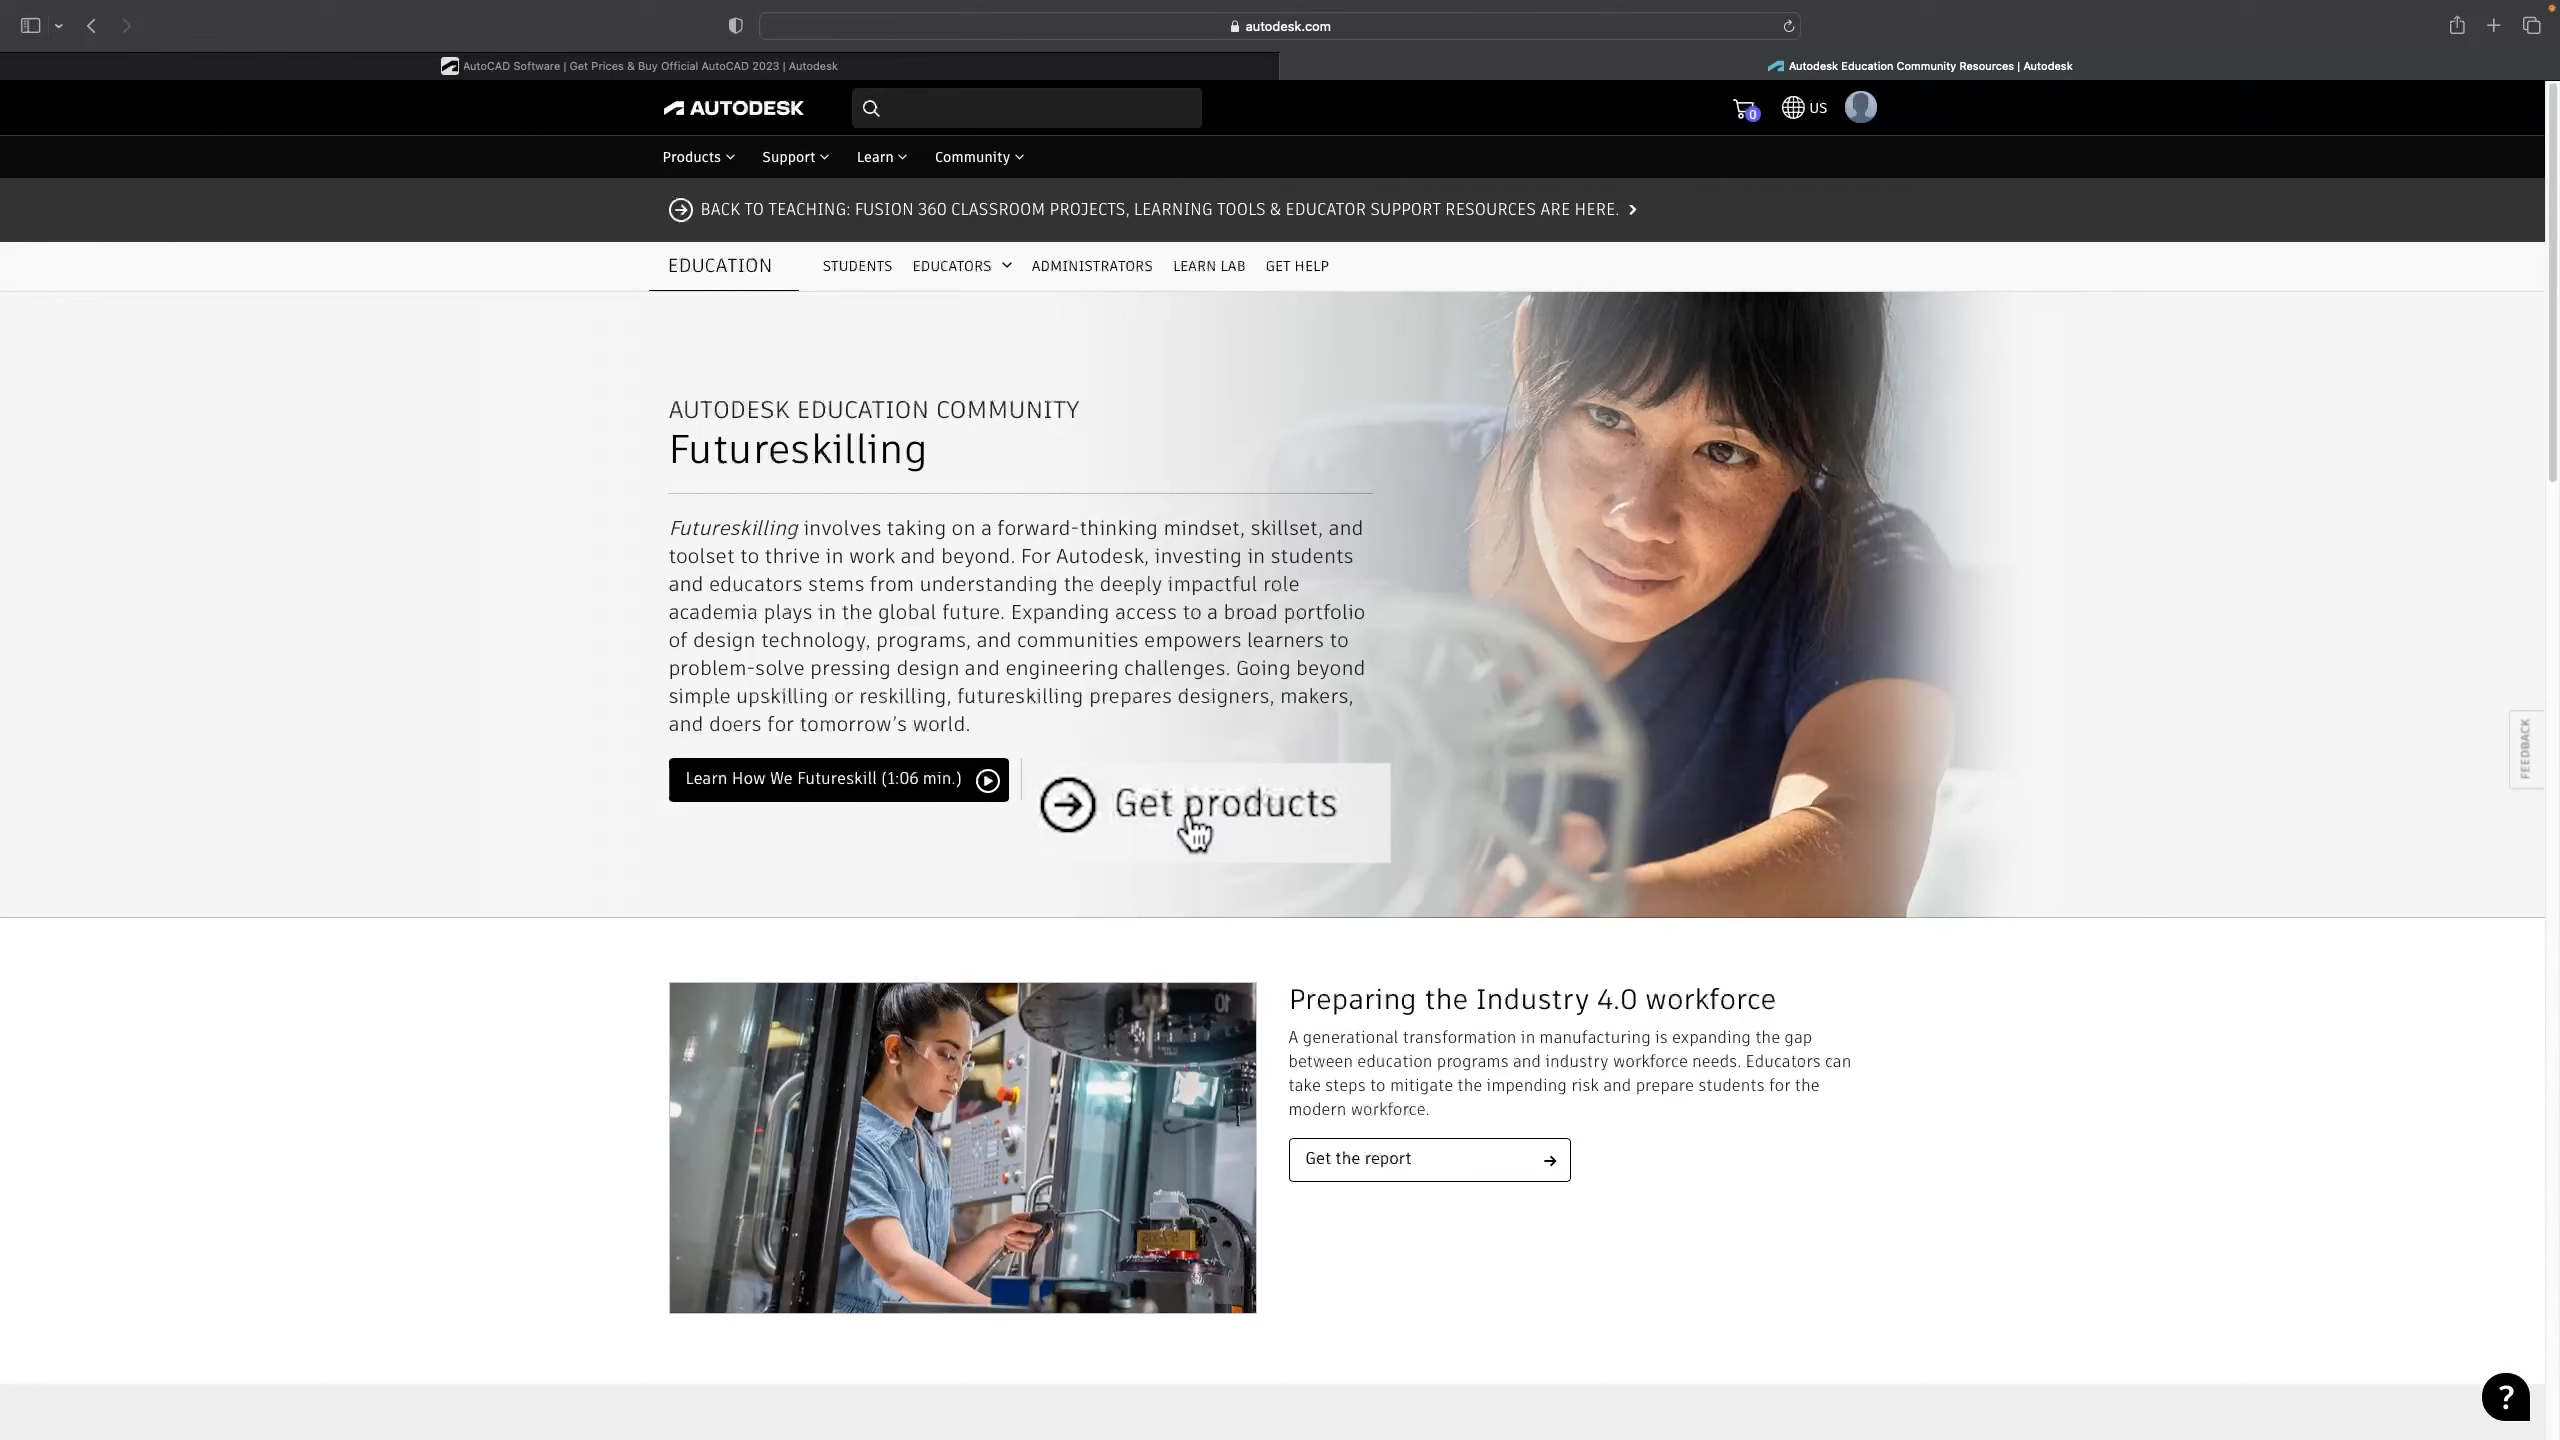 autodesk.com
AutoCAD Software | Get Prices & Buy Official AutoCAD 2023 | Autodesk
Autodesk Education Community Resources | Autodesk
AUTODESK
0
US
Products
Support
Learn
Community
BACK TO TEACHING: FUSION 360 CLASSROOM PROJECTS, LEARNING TOOLS & EDUCATOR SUPPORT RESOURCES ARE HERE.
EDUCATION
STUDENTS
EDUCATORS
ADMINISTRATORS
LEARN LAB
GET HELP
AUTODESK EDUCATION COMMUNITY
Futureskilling
Futureskilling involves taking on a forward-thinking mindset, skillset, and
toolset to thrive in work and beyond. For Autodesk, investing in students
and educators stems from understanding the deeply impactful role
academia plays in the global future. Expanding access to a broad portfolio
of design technology, programs, and communities empowers learners to
problem-solve pressing design and engineering challenges. Going beyond
simple upskilling or reskilling, futureskilling prepares designers, makers,
and doers for tomorrow's world.
Learn How We Futureskill (1:06 min.)
Get products
FEEDBACK
Preparing the Industry 4.0 workforce
A generational transformation in manufacturing is expanding the gap
between education programs and industry workforce needs. Educators can
take steps to mitigate the impending risk and prepare students for the
modern workforce.
Get the report
?